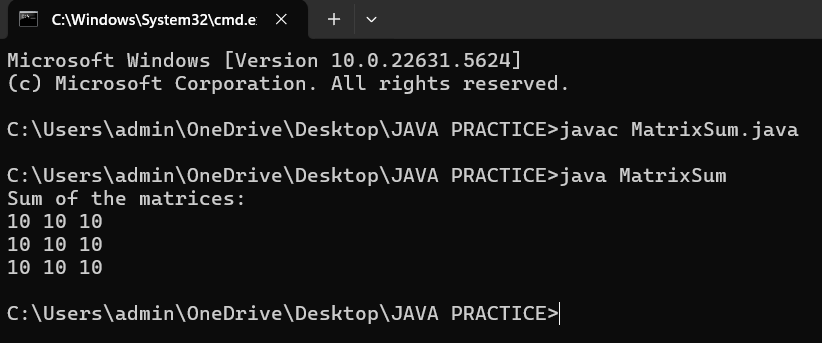 C:\Windows\System32\cmd.e
Microsoft Windows [Version 10.0.22631.5624]
(c) Microsoft Corporation. All rights reserved.
C:\Users\admin\OneDrive\Desktop\JAVA PRACTICE>javac MatrixSum.java
C:\Users\admin\OneDrive\Desktop\JAVA PRACTICE>java MatrixSum
Sum of the matrices:
10 10 10
10 10 10
10 10 10
C:\Users\admin\OneDrive\Desktop\JAVA PRACTICE>